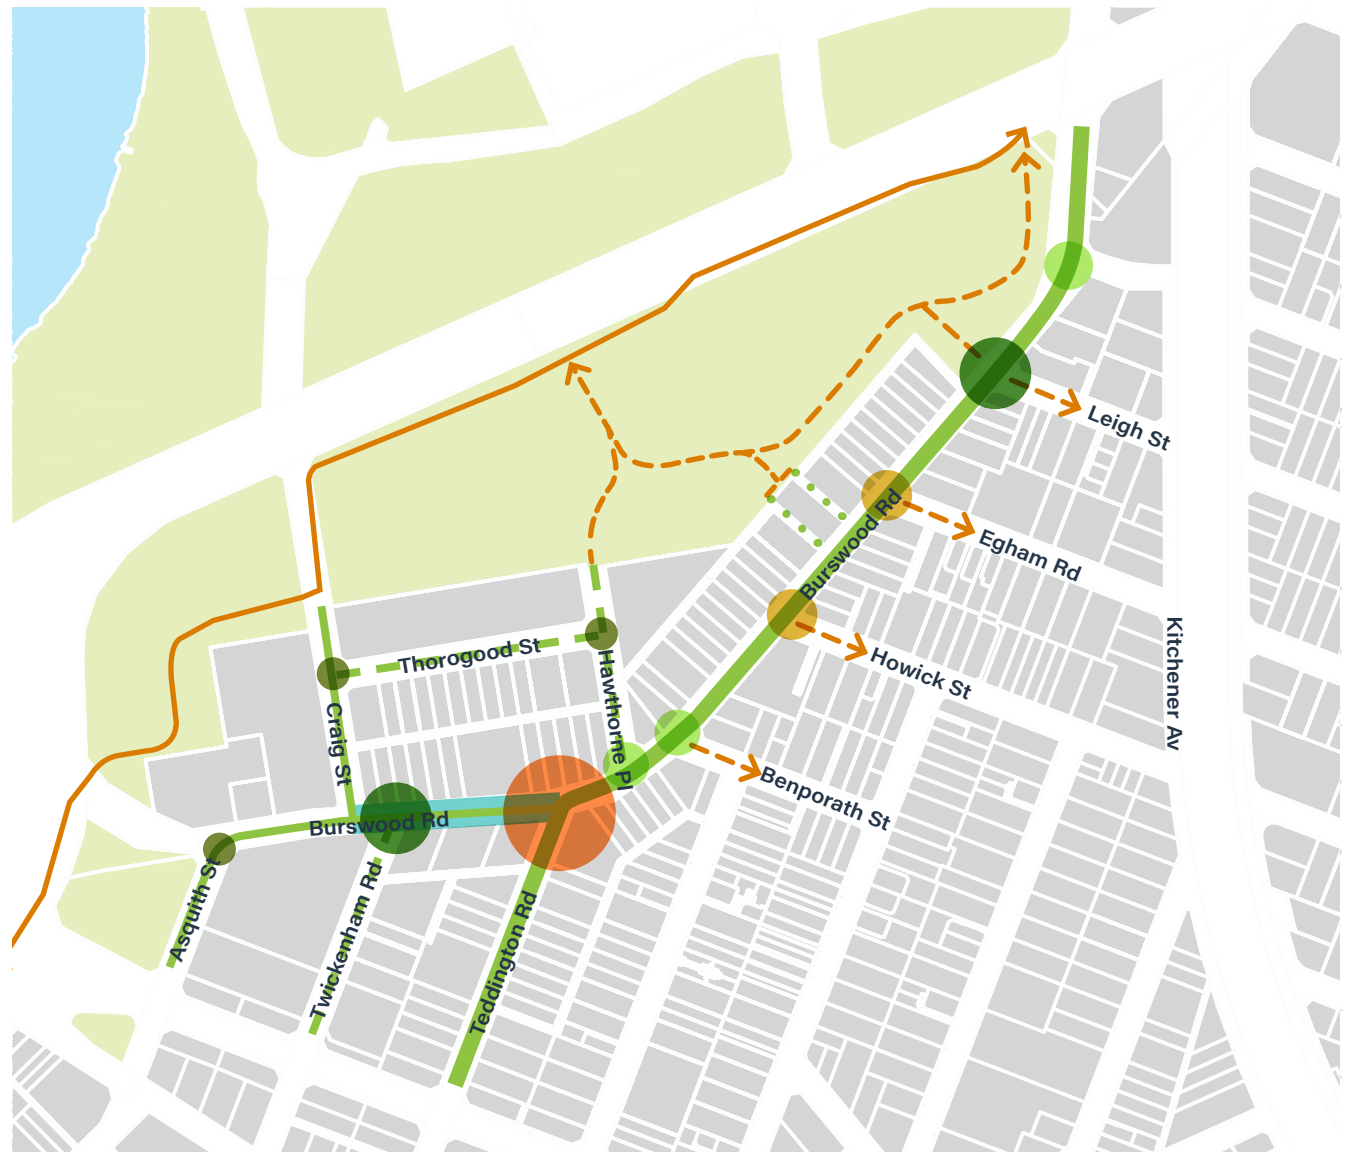 Leigh St
Burswood Rd
Egham Rd
Kitchener Av
Thorogood St
Hawthorne Pl
Howick St
Craig St
Benporath St
Burswood Rd
Asquith St
Twickenham Rd
Teddington Rd